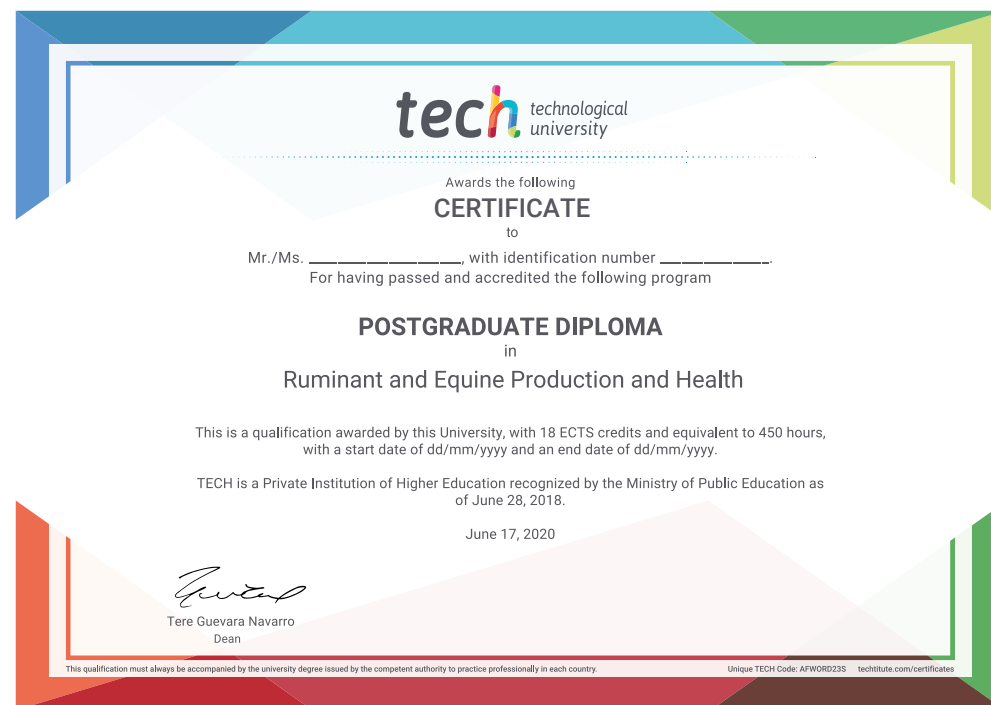 tech technological
university
Awards the following
CERTIFICATE
to
Mr./Ms. ____________________, with identification number ______________.
For having passed and accredited the following program
POSTGRADUATE DIPLOMA
in
Ruminant and Equine Production and Health
This is a qualification awarded by this University, with 18 ECTS credits and equivalent to 450 hours,
with a start date of dd/mm/yyyy and an end date of dd/mm/yyyy.
TECH is a Private Institution of Higher Education recognized by the Ministry of Public Education as
of June 28, 2018.
June 17, 2020
Tere Guevara Navarro
Dean
This qualification must always be accompanied by the university degree issued by the competent authority to practice professionally in each country.
Unique TECH Code: AFWORD23S techtitute.com/certificates